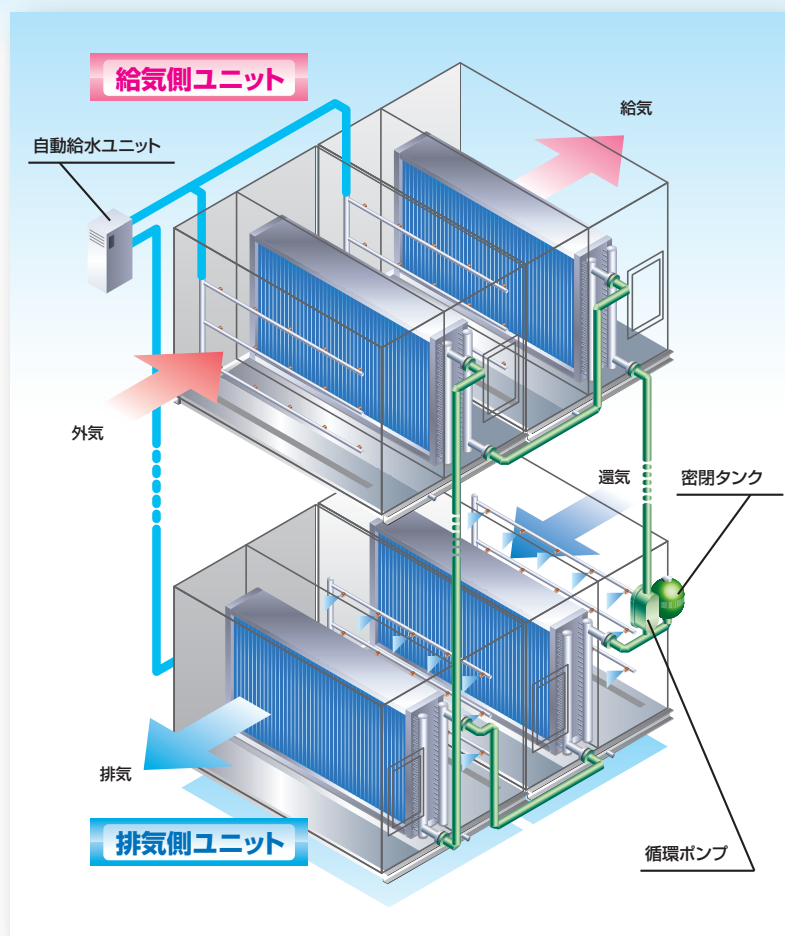 給気側ユニット
給気
自動給水ユニット
外気
還気
密閉タンク
排気
排気側ユニット
循環ポンプ